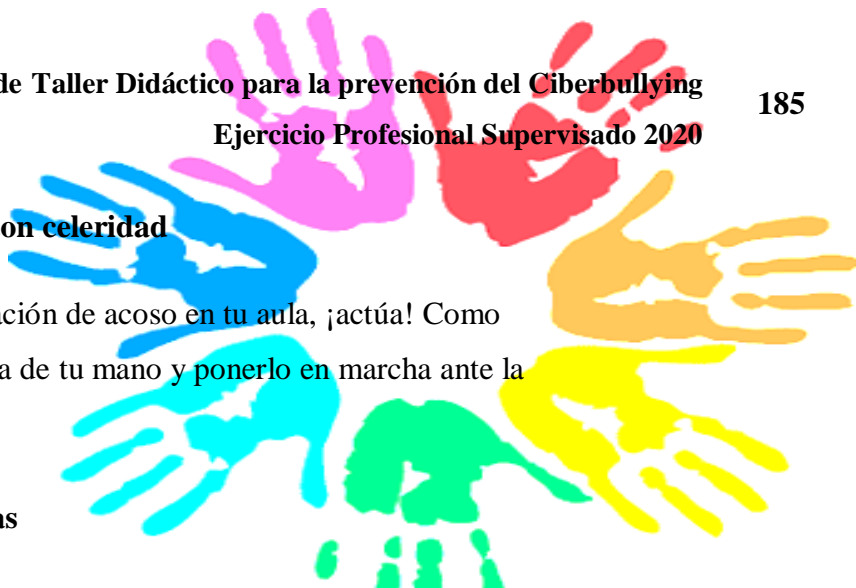 de Taller Didáctico para la prevención del Ciberbullying
185
Ejercicio Profesional Supervisado 2020
on celeridad
ación de acoso en tu aula, ¡actúa! Como
a de tu mano y ponerlo en marcha ante la
as